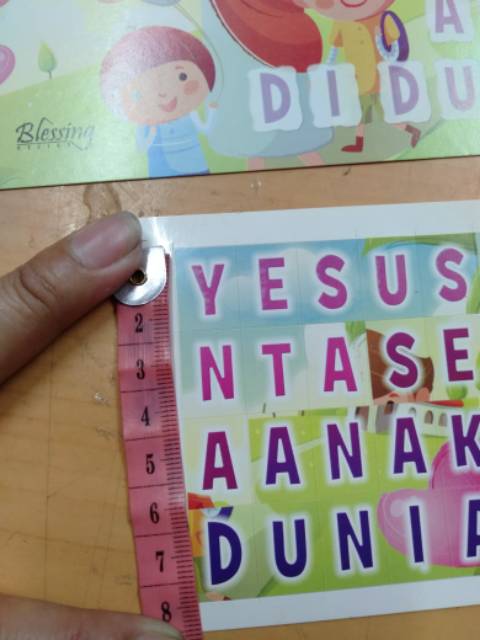 A
DI DU
Blessing
YESUS
NTASE
AANAK
DUNIA
2
3
4
5
6
7
8